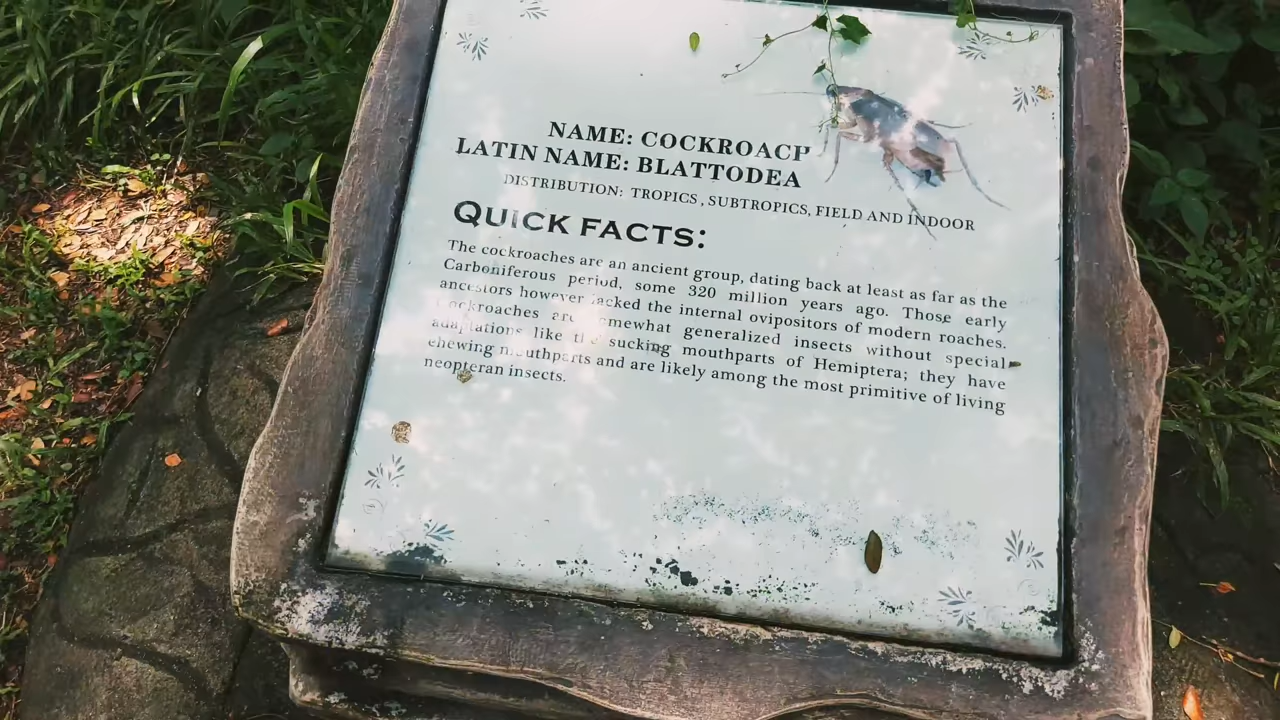 NAME: COCKROACH
LATIN NAME: BLATTODEA
DISTRIBUTION: TROPICS, SUBTROPICS, FIELD AND INDOOR
QUICK FACTS:
The cockroaches are an ancient group, dating back at least as far as the
Carboniferous period, some 320 million years ago. Those early
ancestors however lacked the internal ovipositors of modern roaches.
Cockroaches are somewhat generalized insects without special
adaptations like the sucking mouthparts of Hemiptera; they have
chewing mouthparts and are likely among the most primitive of living
neopteran insects.